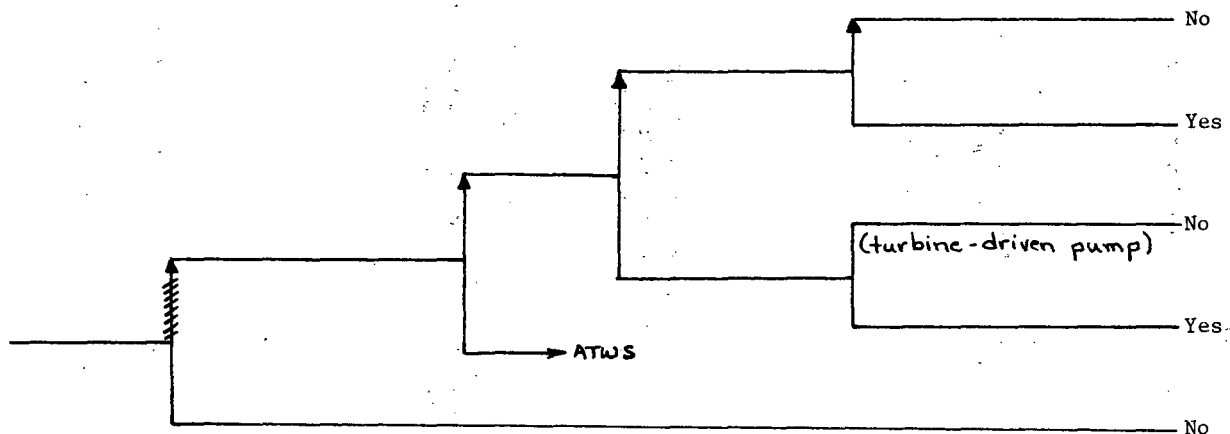 No
Yes
No
(turbine-driven pump)
Yes
ATWS
No